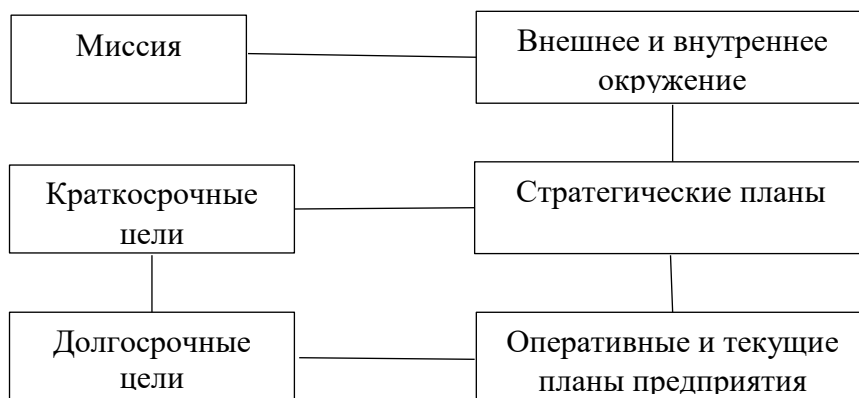 Миссия
Внешнее и внутреннее
окружение
Краткосрочные
цели
Стратегические планы
Долгосрочные
цели
Оперативные и текущие
планы предприятия